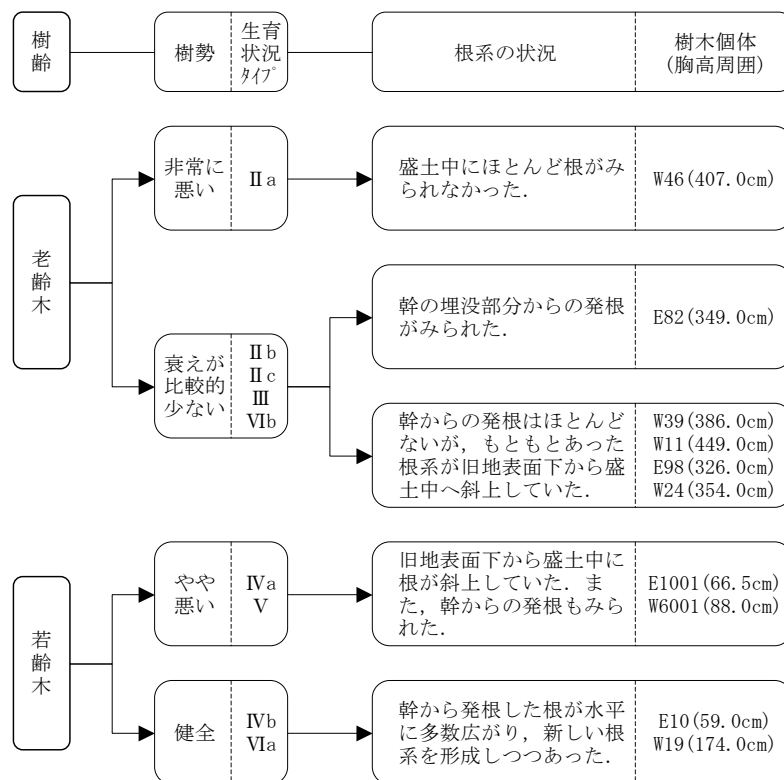 樹齢
樹勢
生育
状況
ﾀｲﾌﾟ
根系の状況
樹木個体
(胸高周囲)
老齢木
非常に
悪い
Ⅱa
盛土中にほとんど根がみ
られなかった．
W46(407.0cm)
衰えが
比較的
少ない
Ⅱb
Ⅱc
Ⅲ
Ⅵb
幹の埋没部分からの発根
がみられた．
E82(349.0cm)
幹からの発根はほとんど
ないが，もともとあった
根系が旧地表面下から盛
土中へ斜上していた．
W39(386.0cm)
W11(449.0cm)
E98(326.0cm)
W24(354.0cm)
若齢木
やや
悪い
Ⅳa
Ⅴ
旧地表面下から盛土中に
根が斜上していた．ま
た，幹からの発根もみら
れた．
E1001(66.5cm)
W6001(88.0cm)
健全
Ⅳb
Ⅵa
幹から発根した根が水平
に多数広がり，新しい根
系を形成しつつあった．
E10(59.0cm)
W19(174.0cm)